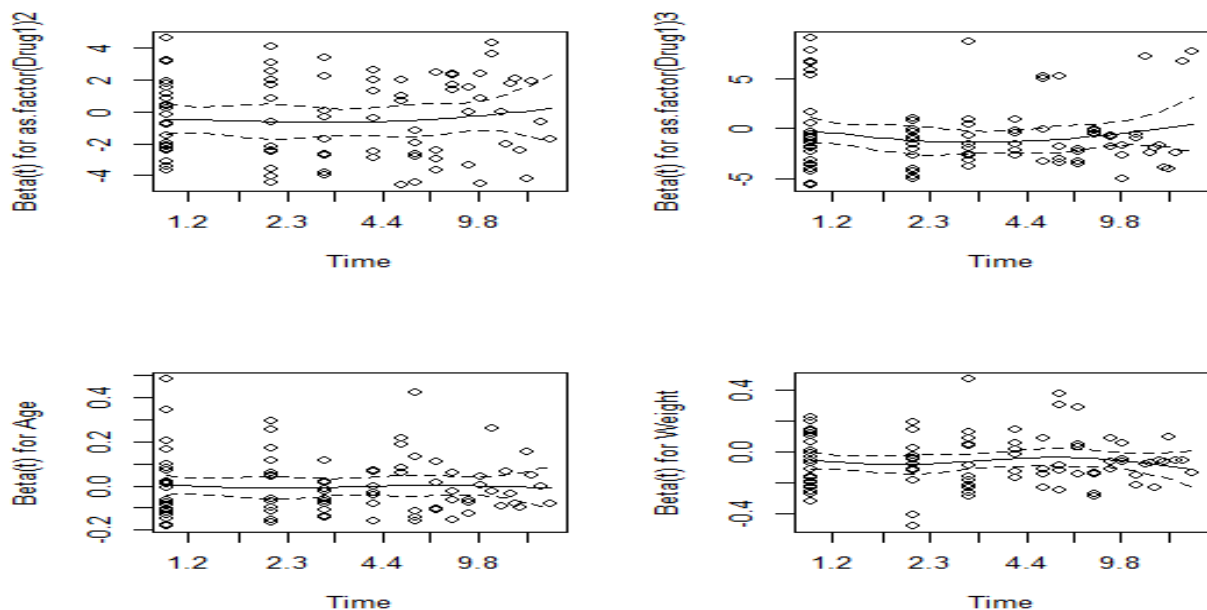 Beta(t) for as.factor(Drug1)2
4
2
0
-2
-4
1.2 2.3 4.4 9.8
Time
Beta(t) for as.factor(Drug1)3
5
0
-5
1.2 2.3 4.4 9.8
Time
Beta(t) for Age
0.4
0.2
0.0
-0.2
1.2 2.3 4.4 9.8
Time
Beta(t) for Weight
0.4
0.0
-0.4
1.2 2.3 4.4 9.8
Time